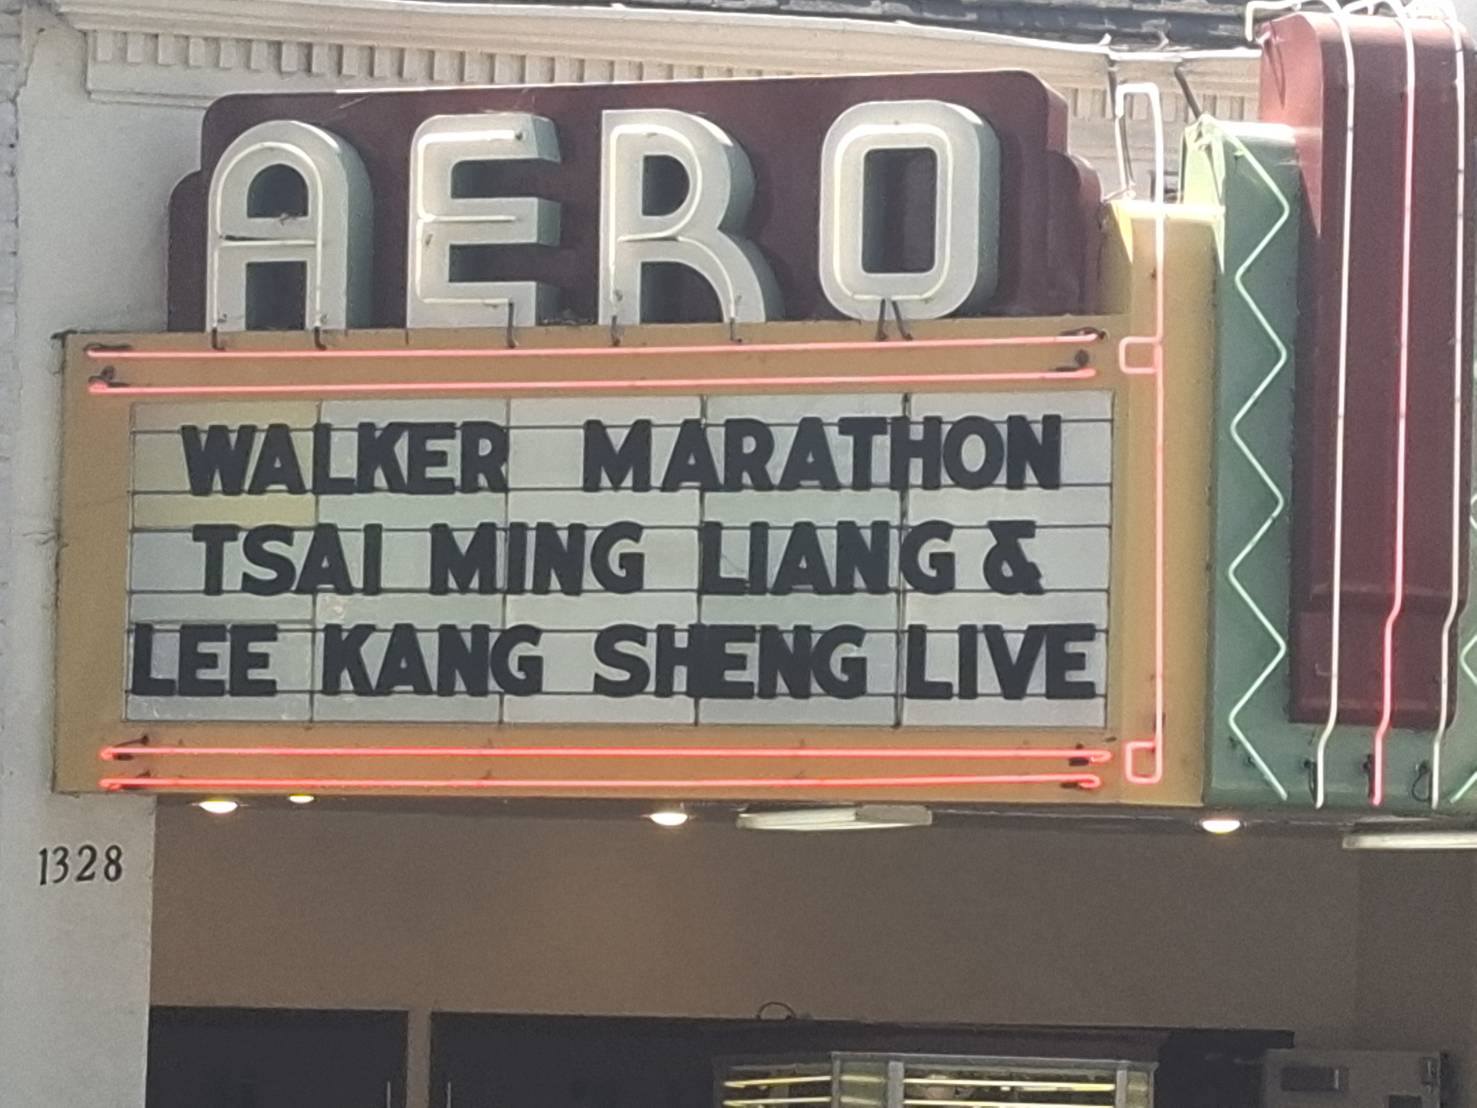 AERO
WALKER MARATHON
TSAI MING LIANG &
LEE KANG SHENG LIVE
1328